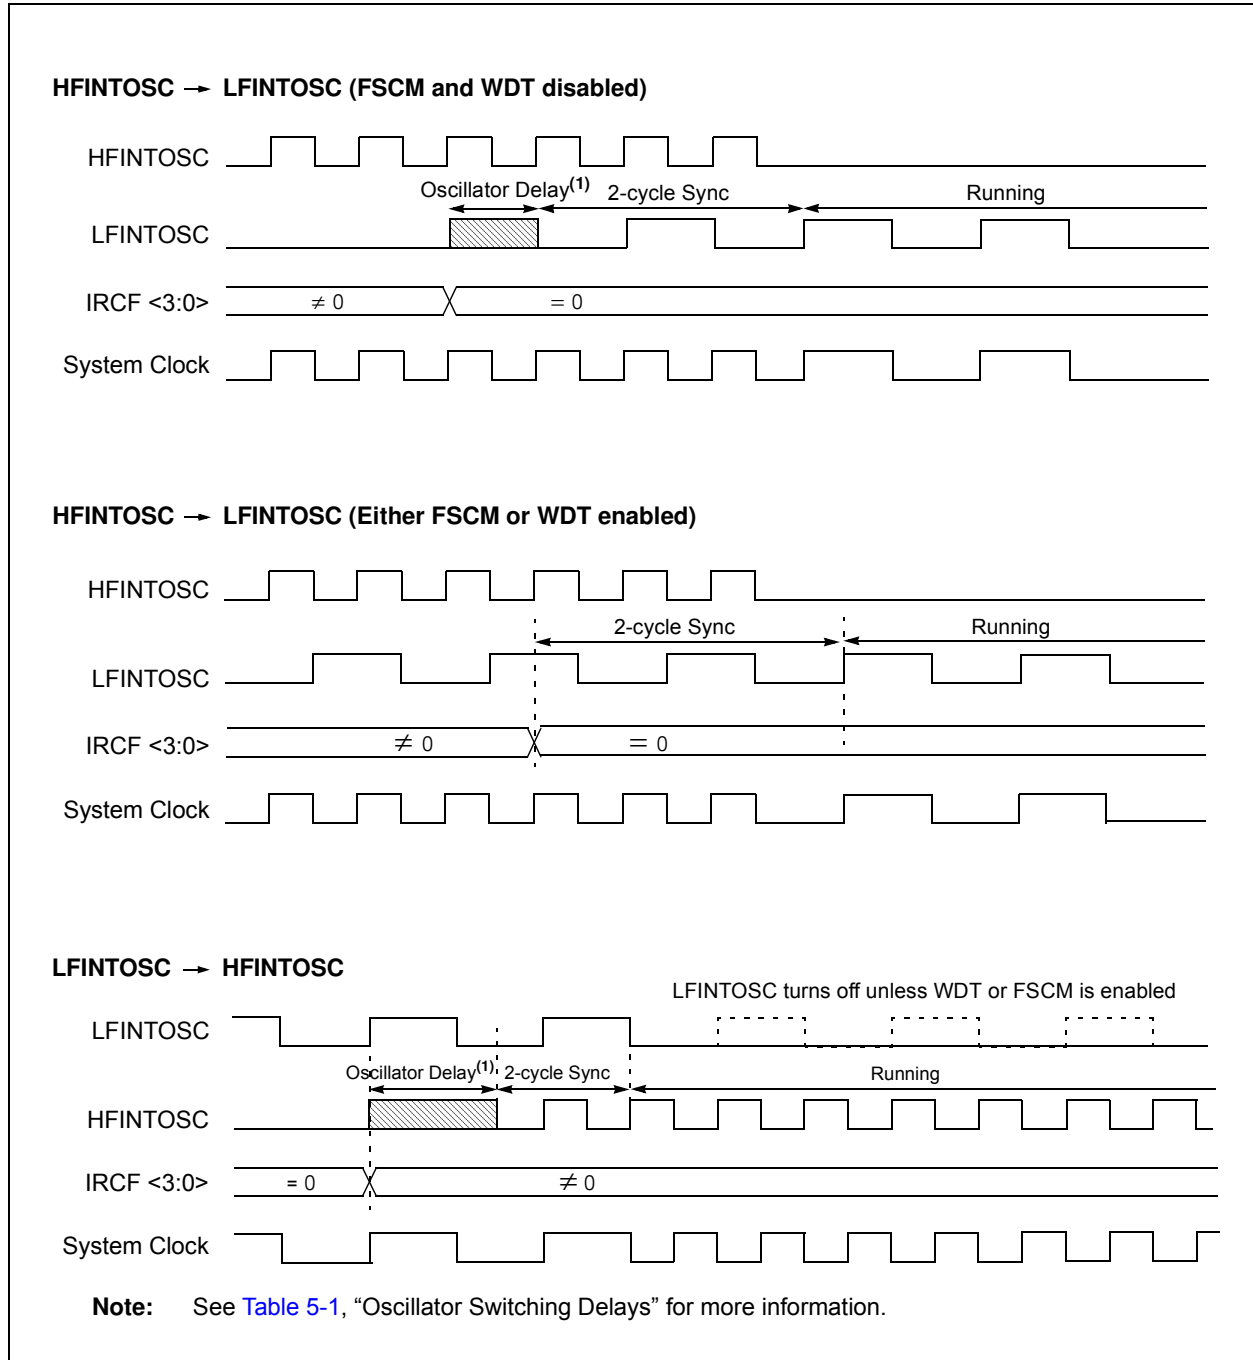 HFINTOSC → LFINTOSC (FSCM and WDT disabled)
HFINTOSC
Oscillator Delay(1) 2-cycle Sync Running
LFINTOSC
IRCF <3:0> ≠ 0 = 0
System Clock
HFINTOSC → LFINTOSC (Either FSCM or WDT enabled)
HFINTOSC
2-cycle Sync Running
LFINTOSC
IRCF <3:0> ≠ 0 = 0
System Clock
LFINTOSC → HFINTOSC
LFINTOSC turns off unless WDT or FSCM is enabled
LFINTOSC
Oscillator Delay(1) 2-cycle Sync Running
HFINTOSC
IRCF <3:0> = 0 ≠ 0
System Clock
Note: See Table 5-1, “Oscillator Switching Delays” for more information.